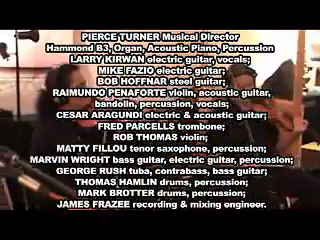 PIERCE TURNER Musical Director
Hammond B3, Organ, Acoustic Piano, Percussion
LARRY KIRWAN electric guitar, vocals;
MIKE FAZIO electric guitar;
BOB HOFFNAR steel guitar;
RAIMUNDO PENAFORTE violin, acoustic guitar,
bandolin, percussion, vocals;
CESAR ARAGUNDI electric & acoustic guitar;
FRED PARCELLS trombone;
ROB THOMAS violin;
MATTY FILLOU tenor saxophone, percussion;
MARVIN WRIGHT bass guitar, electric guitar, percussion;
GEORGE RUSH tuba, contrabass, bass guitar;
THOMAS HAMLIN drums, percussion;
MARK BROTTER drums, percussion;
JAMES FRAZEE recording & mixing engineer.